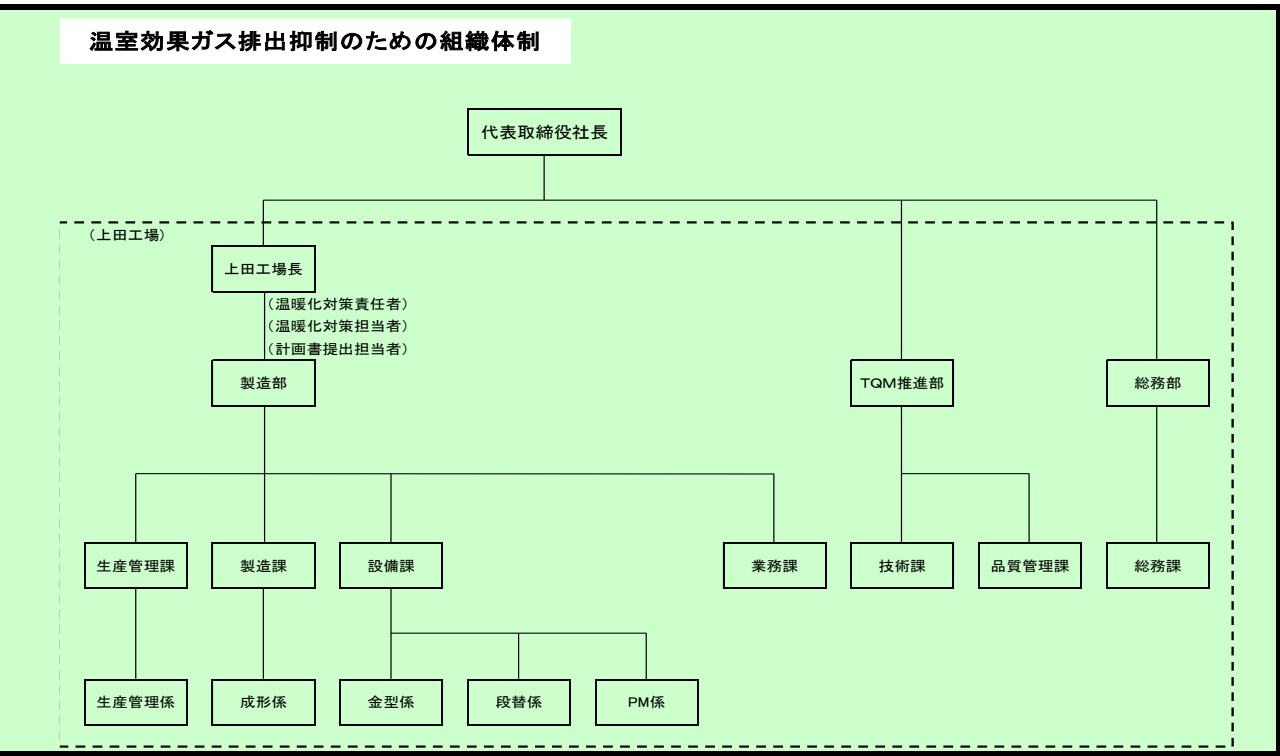 温室効果ガス排出抑制のための組織体制
代表取締役社長
（上田工場）
上田工場長
（温暖化対策責任者）
（温暖化対策担当者）
（計画書提出担当者）
製造部
TQM推進部
総務部
生産管理課
製造課
設備課
業務課
技術課
品質管理課
総務課
生産管理係
成形係
金型係
段替係
PM係